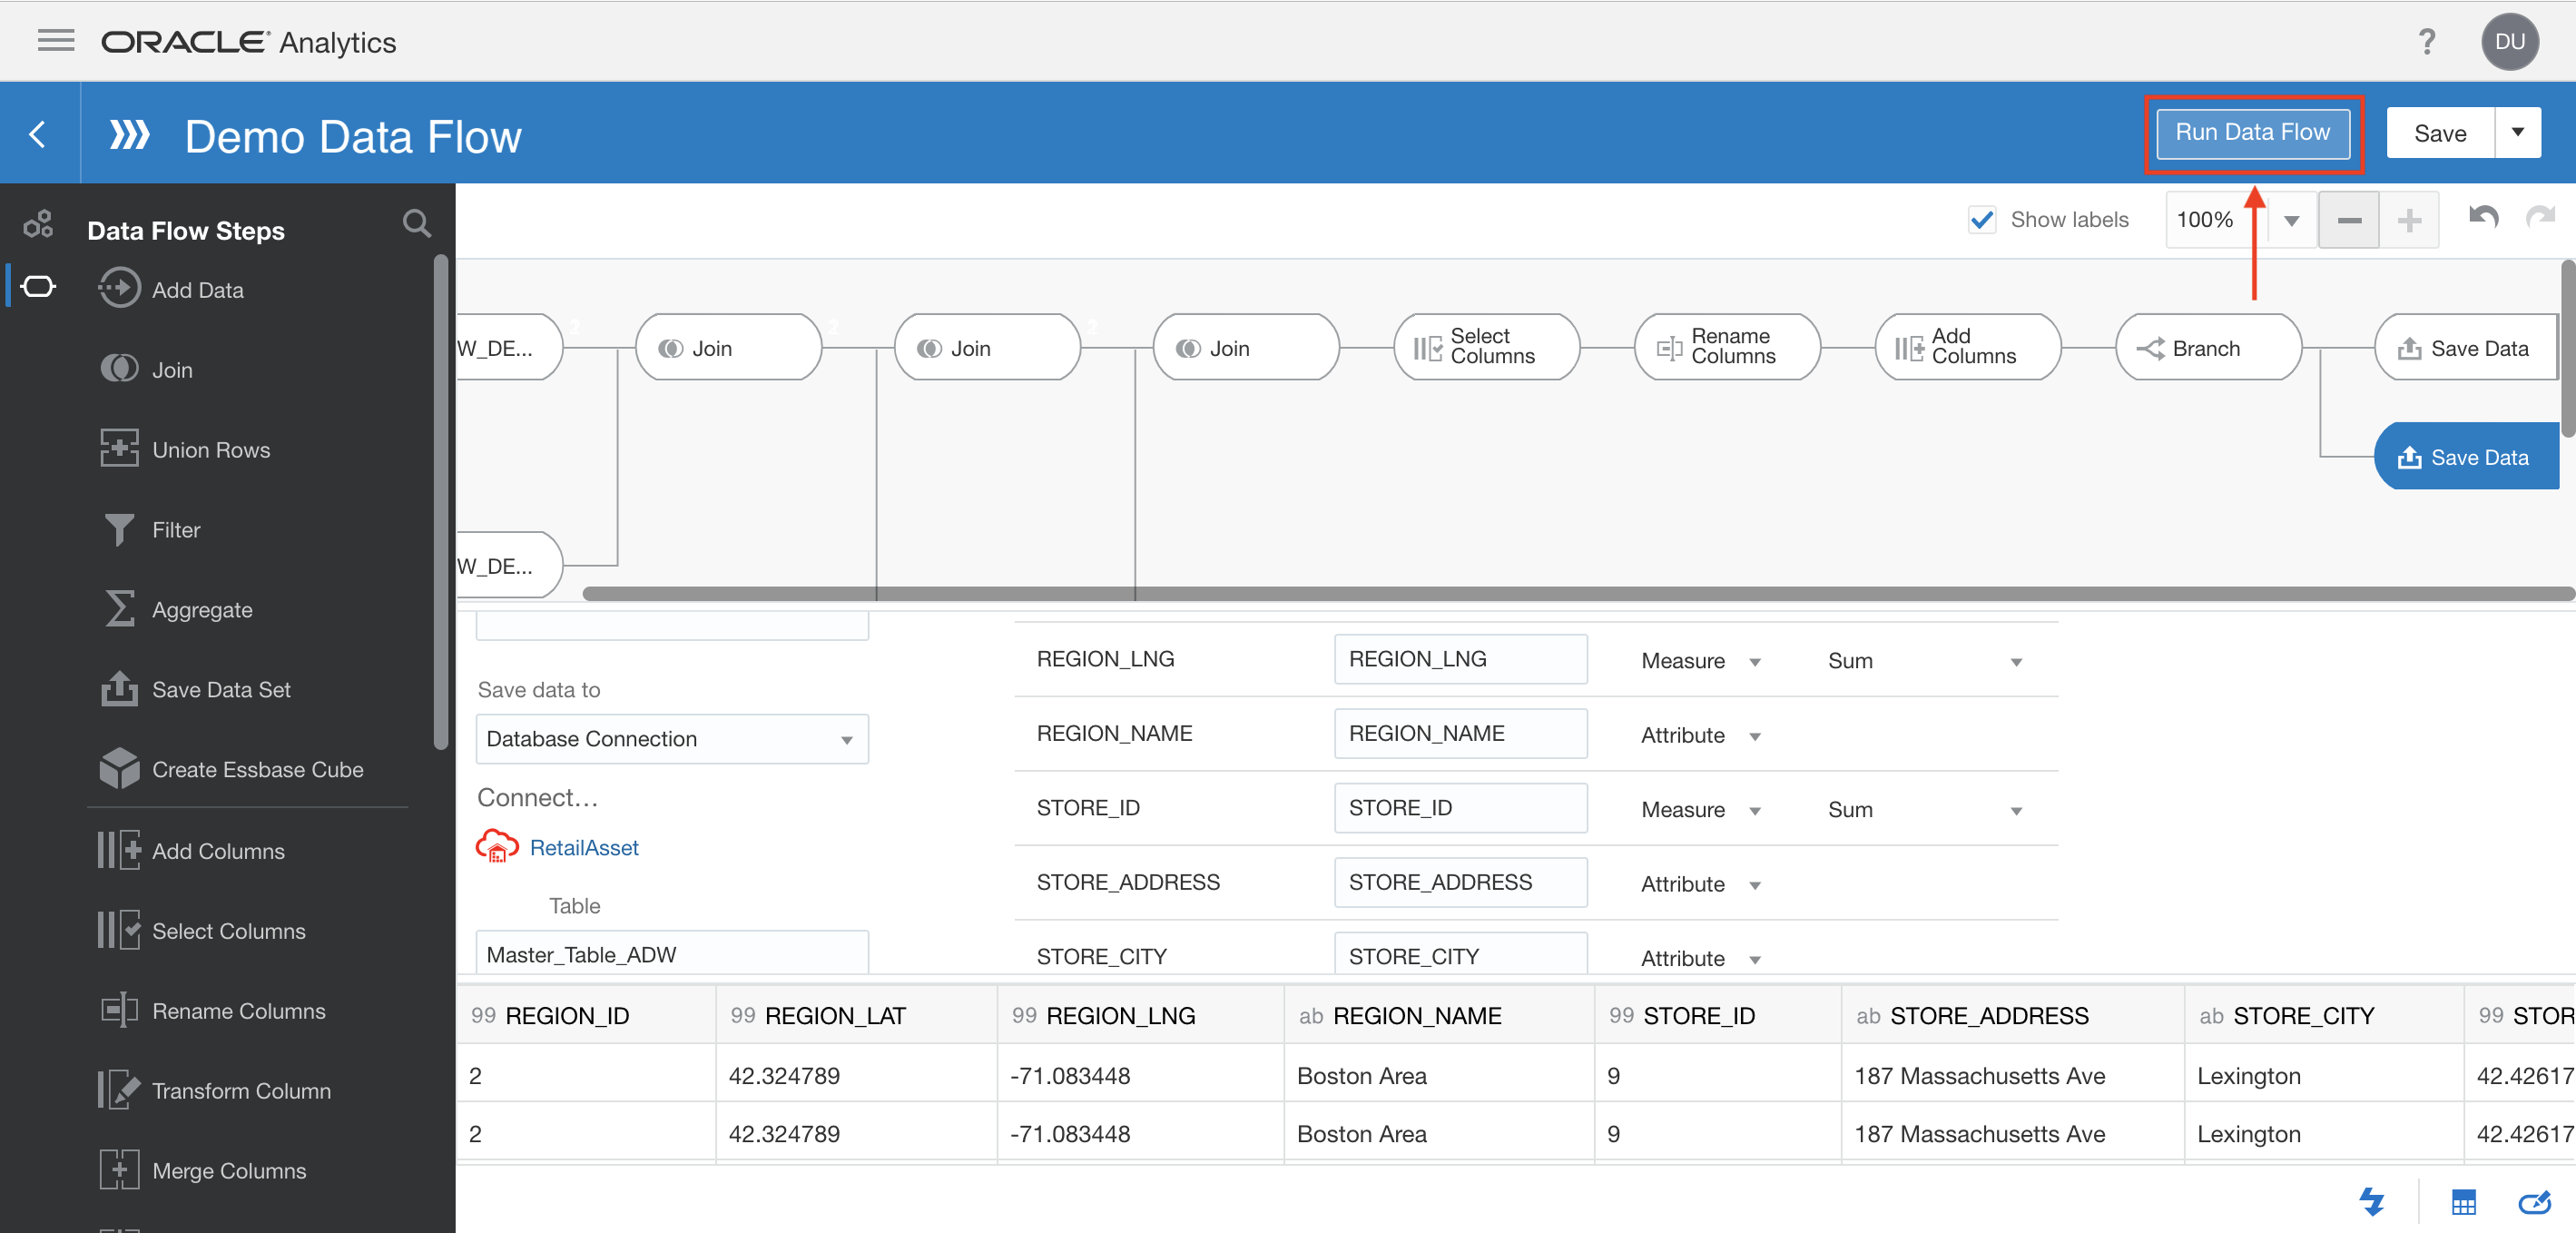 ORACLE® Analytics
? DU
Demo Data Flow
Run Data Flow
Save
Data Flow Steps
Show labels
100%
Add Data
Join
Union Rows
Filter
Aggregate
Save Data Set
Create Essbase Cube
Add Columns
Select Columns
Rename Columns
Transform Column
Merge Columns
W_DE...
2
Join
2
Join
2
Join
Select
Columns
Rename
Columns
Add
Columns
Branch
Save Data
Save Data
W_DE...
Save data to
Database Connection
Connect...
RetailAsset
Table
Master_Table_ADW
REGION_LNG REGION_LNG Measure Sum
REGION_NAME REGION_NAME Attribute
STORE_ID STORE_ID Measure Sum
STORE_ADDRESS STORE_ADDRESS Attribute
STORE_CITY STORE_CITY Attribute
99 REGION_ID 99 REGION_LAT 99 REGION_LNG ab REGION_NAME 99 STORE_ID ab STORE_ADDRESS ab STORE_CITY 99 STOR
2 42.324789 -71.083448 Boston Area 9 187 Massachusetts Ave Lexington 42.42617
2 42.324789 -71.083448 Boston Area 9 187 Massachusetts Ave Lexington 42.42617